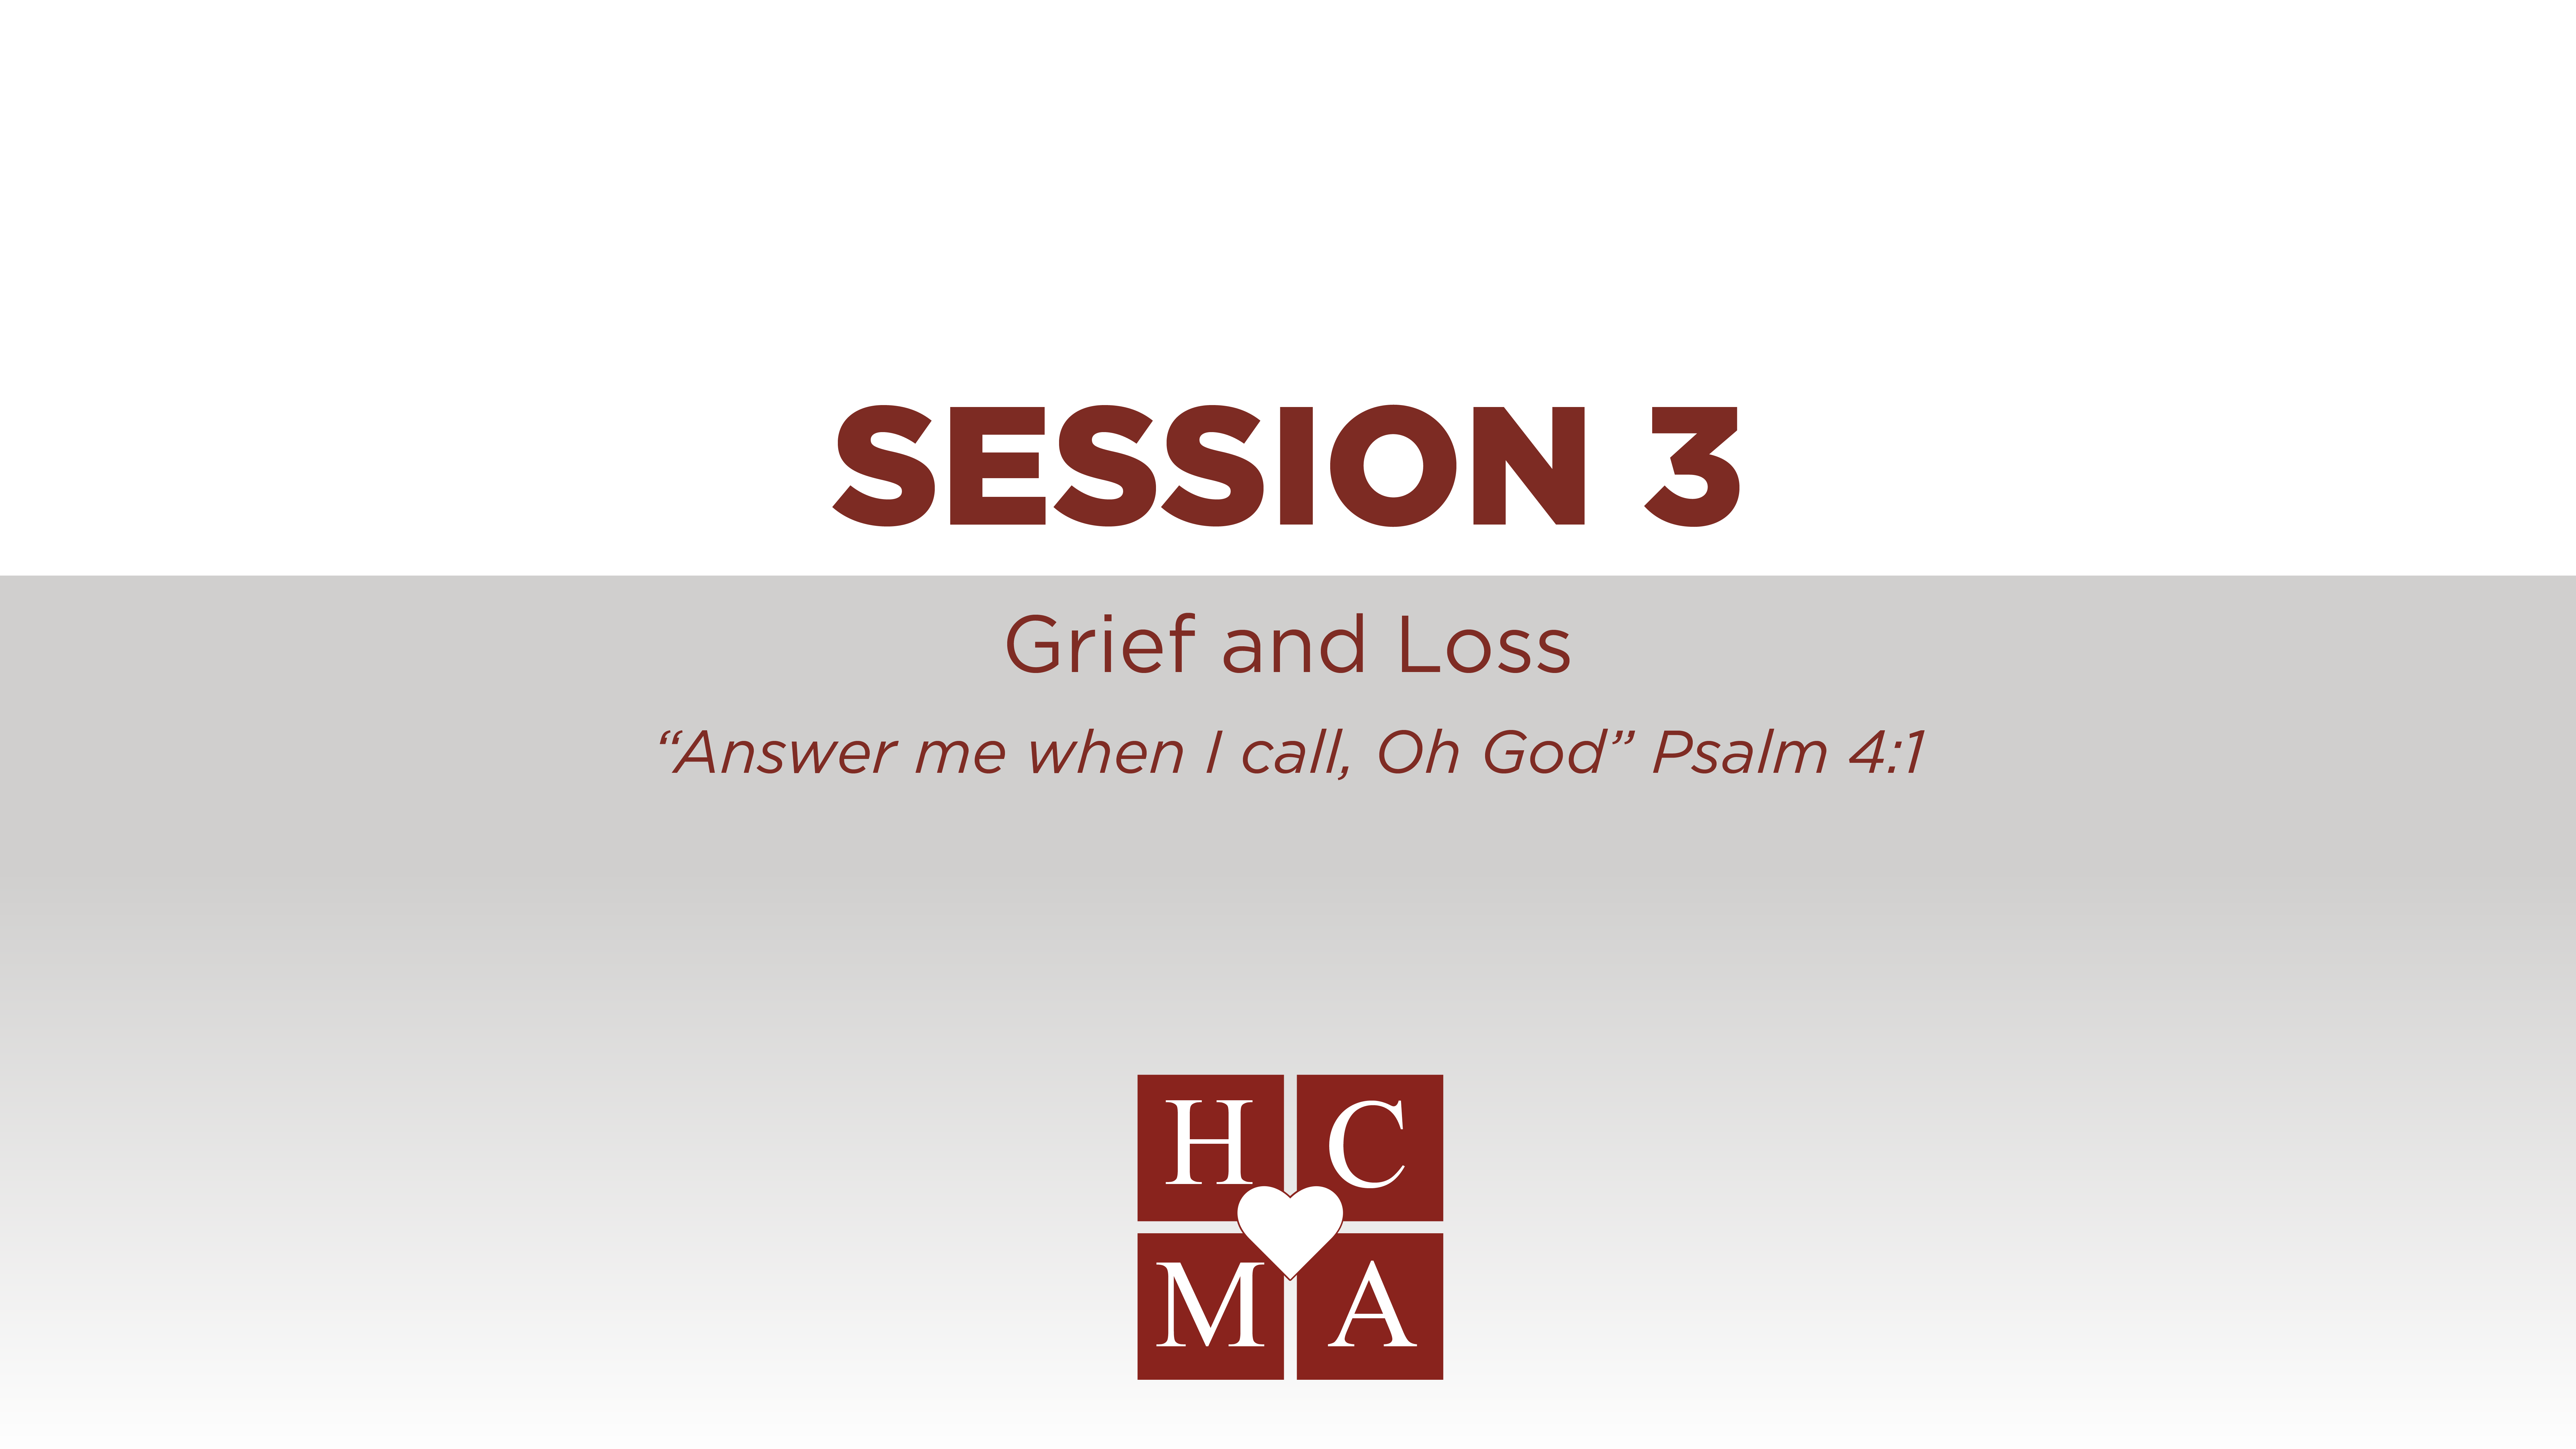 SESSION 3
Grief and Loss
“Answer me when I call, Oh God” Psalm 4:1
H C
M A